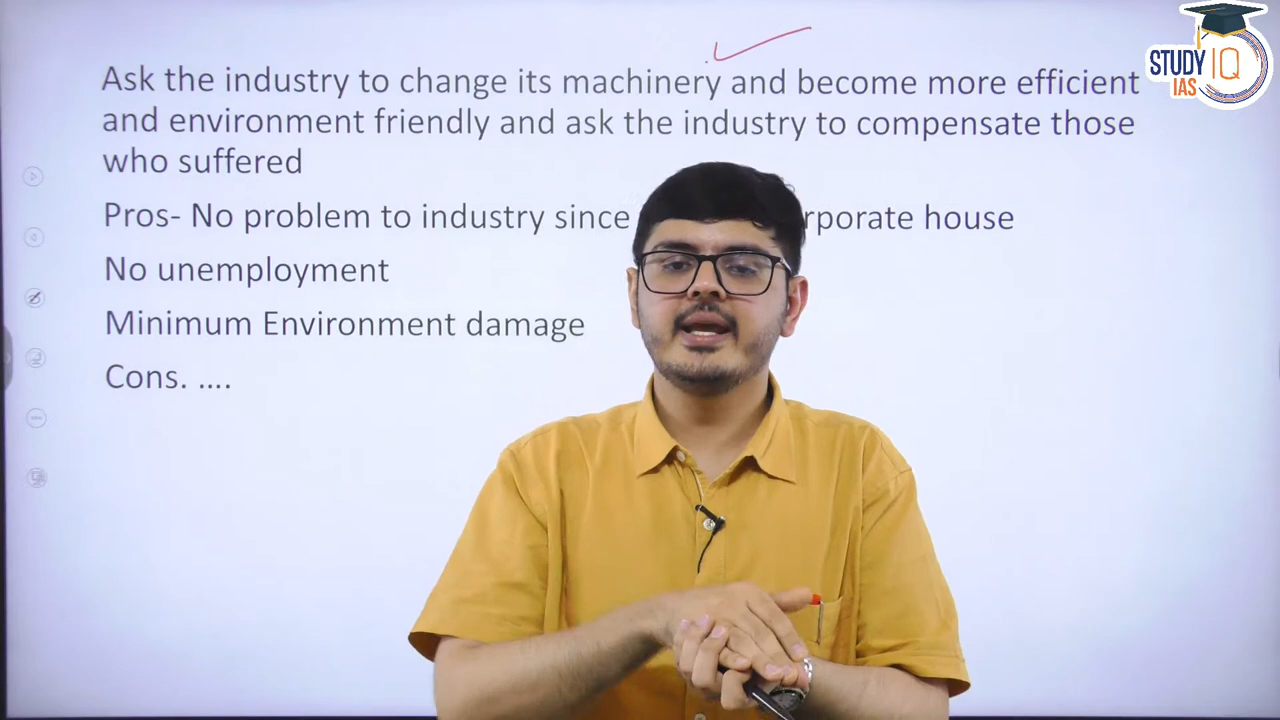 Ask the industry to change its machinery and become more efficient
and environment friendly and ask the industry to compensate those
who suffered
Pros- No problem to industry since rporate house
No unemployment
Minimum Environment damage
Cons. ....
STUDY IQ
IAS